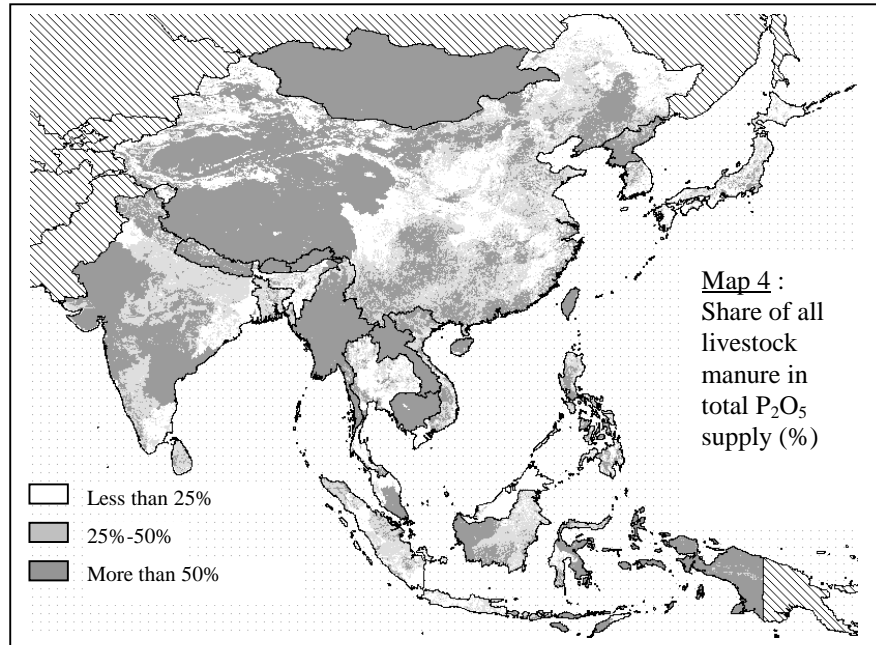 Map 4 :
Share of all
livestock
manure in
total P₂O₅
supply (%)
Less than 25%
25%-50%
More than 50%